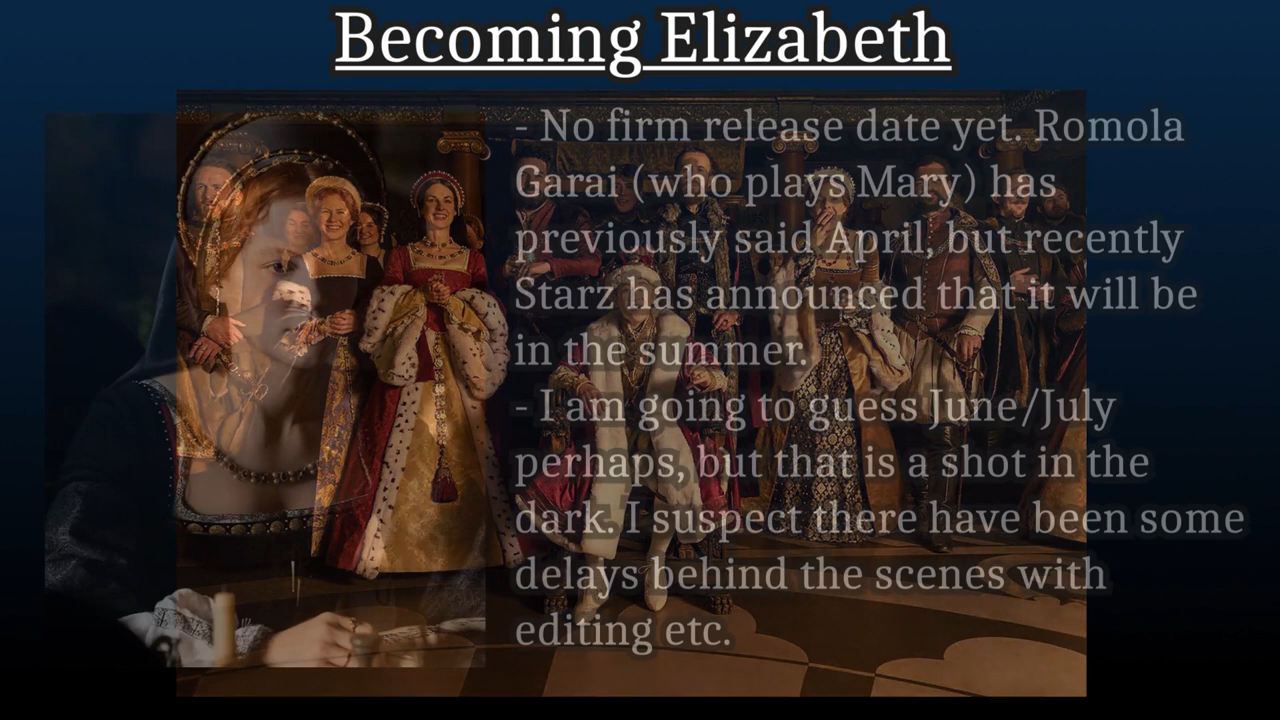 Becoming Elizabeth
- No firm release date yet. Romola
Garai (who plays Mary) has
previously said April, but recently
Starz has announced that it will be
in the summer.
- I am going to guess June/July
perhaps, but that is a shot in the
dark. I suspect there have been some
delays behind the scenes with
editing etc.